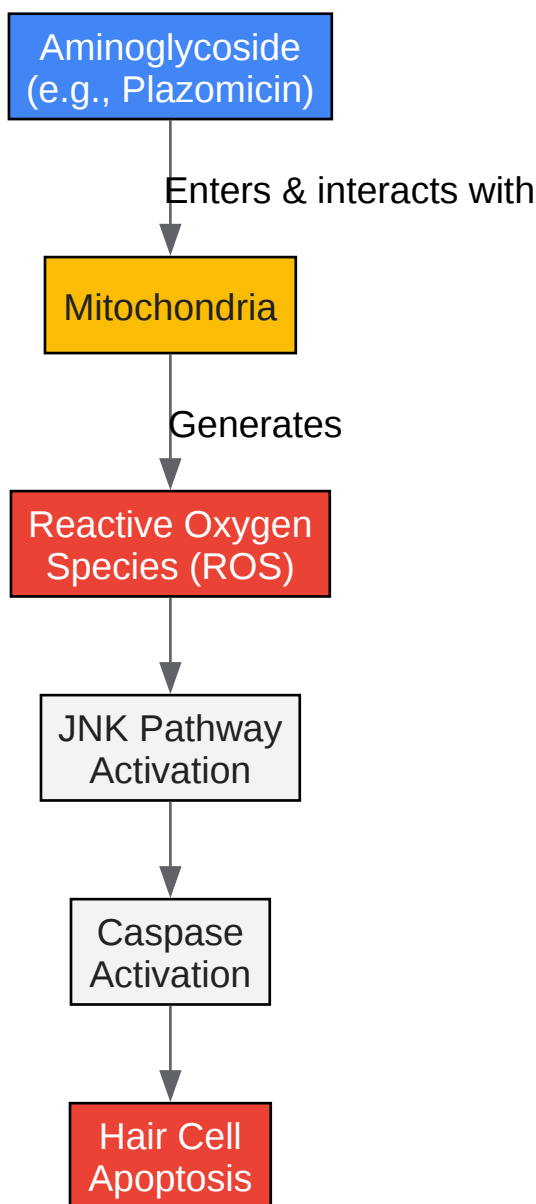 Aminoglycoside
(e.g., Plazomicin)
Enters & interacts with
Mitochondria
Generates
Reactive Oxygen
Species (ROS)
JNK Pathway
Activation
Caspase
Activation
Hair Cell
Apoptosis